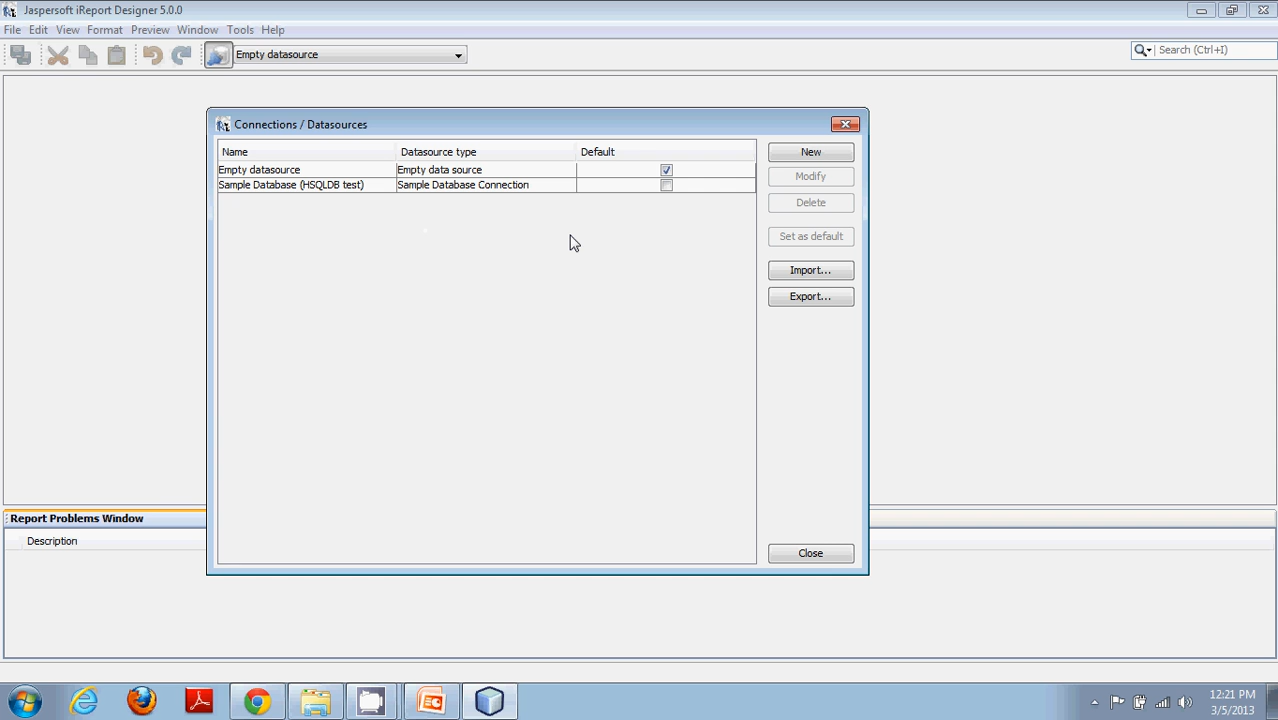 Jaspersoft iReport Designer 5.0.0
File Edit View Format Preview Window Tools Help
Empty datasource
Search (Ctrl+I)
Connections / Datasources
Name Datasource type Default
Empty datasource Empty data source
Sample Database (HSQLDB test) Sample Database Connection
New
Modify
Delete
Set as default
Import...
Export...
Close
Report Problems Window
Description
12:21 PM
3/5/2013